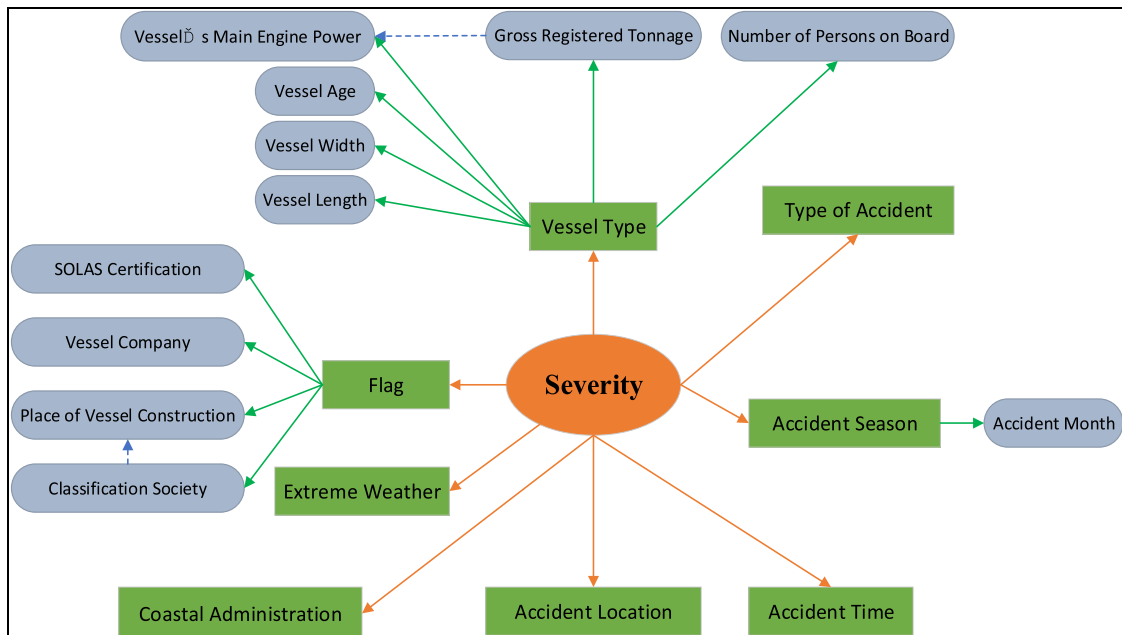 VesselĎ s Main Engine Power
Gross Registered Tonnage
Number of Persons on Board
Vessel Age
Vessel Width
Vessel Length
Vessel Type
Type of Accident
SOLAS Certification
Vessel Company
Flag
Severity
Place of Vessel Construction
Accident Season
Accident Month
Classification Society
Extreme Weather
Coastal Administration
Accident Location
Accident Time